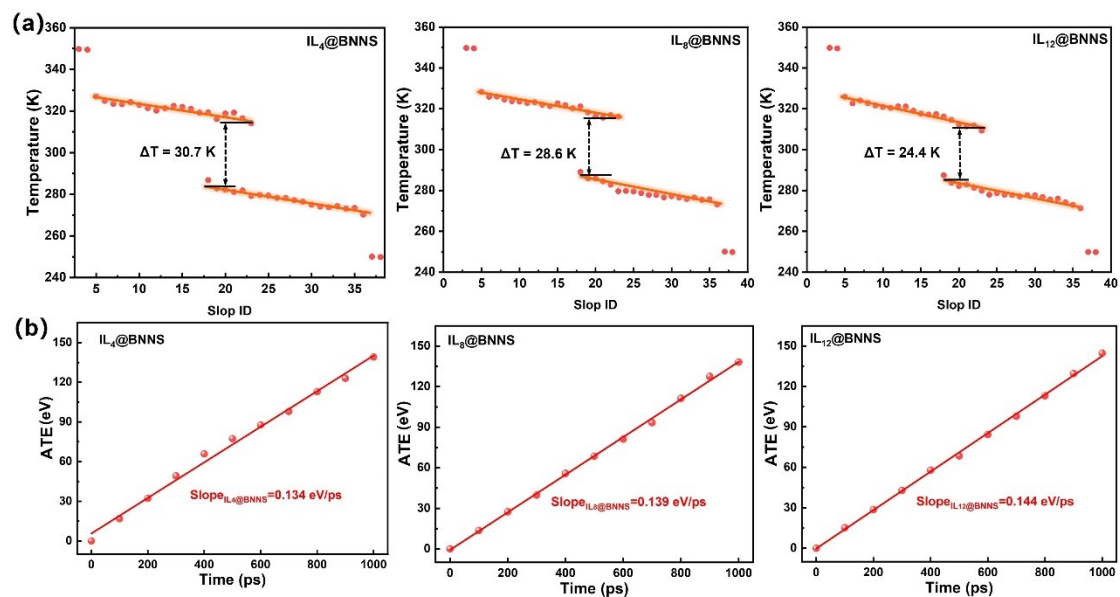 (a)
IL4@BNNS
360
340
320
300
280
260
240
Temperature (K)
ΔT = 30.7 K
5 10 15 20 25 30 35
Slop ID
IL8@BNNS
360
340
320
300
280
260
240
Temperature (K)
ΔT = 28.6 K
0 5 10 15 20 25 30 35 40
Slop ID
IL12@BNNS
360
340
320
300
280
260
240
Temperature (K)
ΔT = 24.4 K
0 5 10 15 20 25 30 35 40
Slop ID
(b)
IL4@BNNS
150
120
90
60
30
0
ATE (eV)
SlopeIL4@BNNS=0.134 eV/ps
0 200 400 600 800 1000
Time (ps)
IL8@BNNS
150
120
90
60
30
0
ATE (eV)
SlopeIL8@BNNS=0.139 eV/ps
0 200 400 600 800 1000
Time (ps)
IL12@BNNS
150
120
90
60
30
0
ATE (eV)
SlopeIL12@BNNS=0.144 eV/ps
0 200 400 600 800 1000
Time (ps)